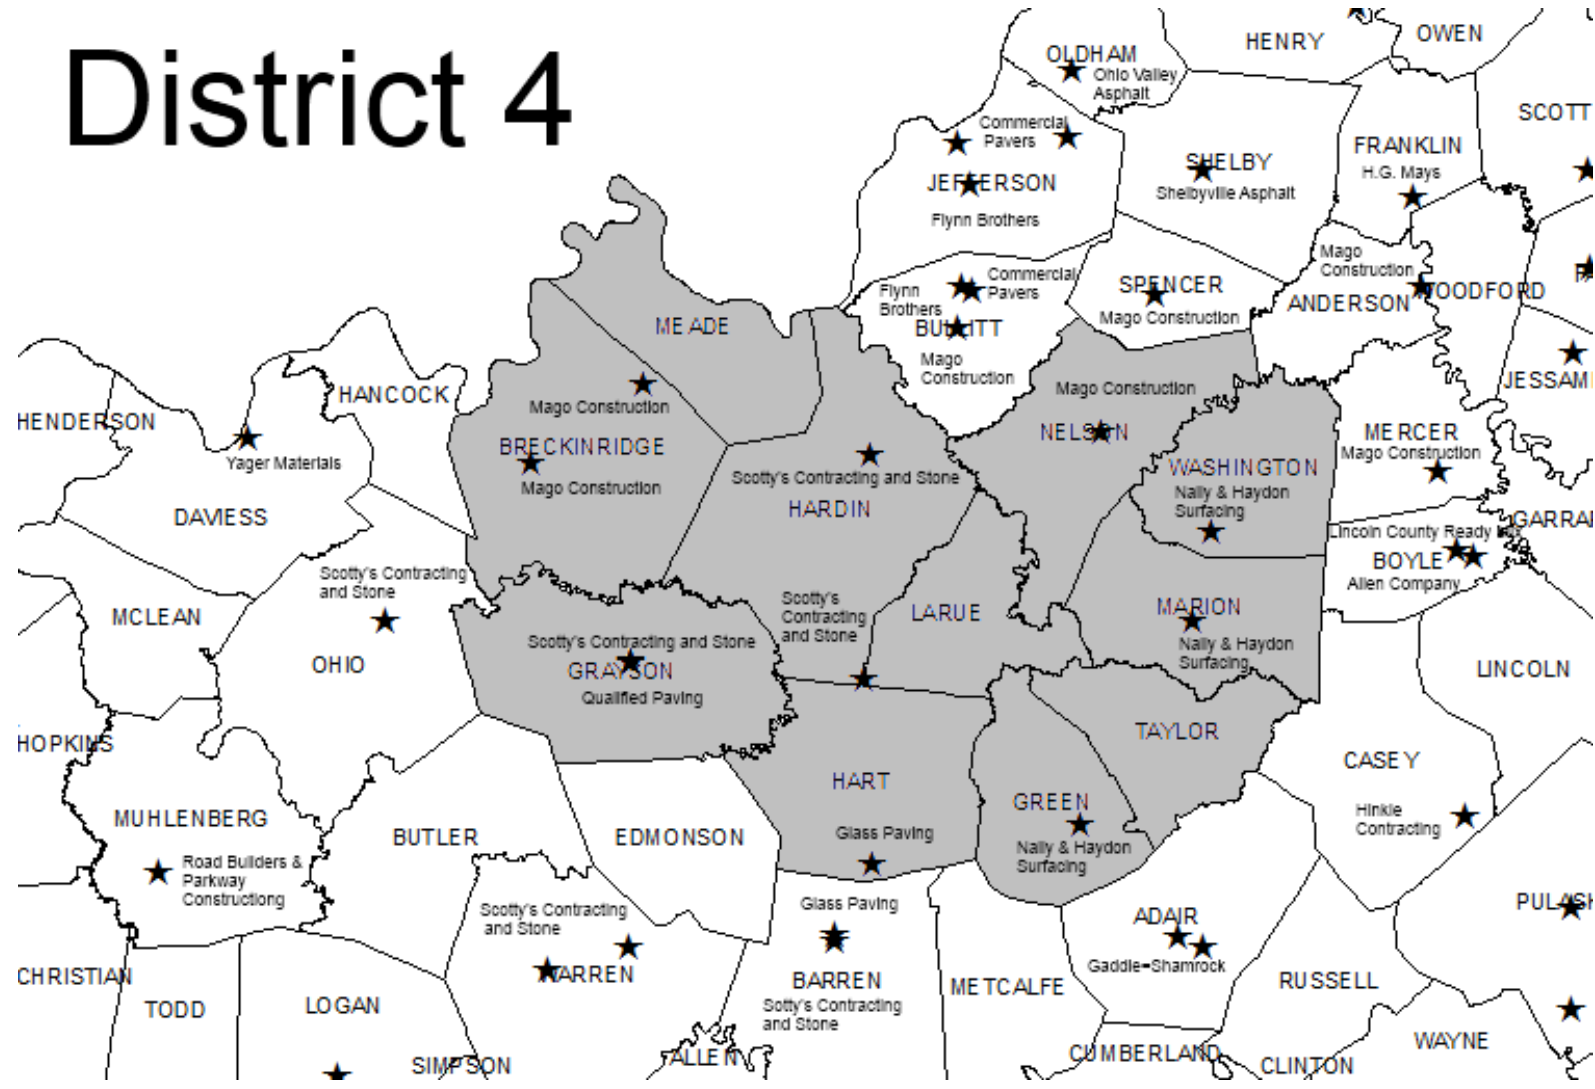 District 4
OLDHAM
Ohio Valley
Asphalt
HENRY
OWEN
SCOTT
Commercial
Pavers
JEFFERSON
Flynn Brothers
SHELBY
Shelbyville Asphalt
FRANKLIN
H.G. Mays
Mago
Construction
ANDERSON
WOODFORD
Flynn
Brothers
Commercial
Pavers
BULLITT
Mago
Construction
SPENCER
Mago Construction
MEADE
JESSAM
HENDERSON
HANCOCK
Yager Materials
DAVIESS
Mago Construction
BRECKINRIDGE
Mago Construction
Mago Construction
NELSON
WASHINGTON
Nally & Haydon
Surfacing
MERCER
Mago Construction
Scotty's Contracting and Stone
HARDIN
Lincoln County Ready Mix
BOYLE
Allen Company
GARRA
MCLEAN
Scotty's Contracting
and Stone
OHIO
Scotty's
Contracting
and Stone
LARUE
MARION
Nally & Haydon
Surfacing
LINCOLN
Scotty's Contracting and Stone
GRAYSON
Qualified Paving
HOPKINS
TAYLOR
CASEY
Hinkle
Contracting
HART
Glass Paving
GREEN
Nally & Haydon
Surfacing
MUHLENBERG
Road Builders &
Parkway
Constructiong
BUTLER
EDMONSON
Scotty's Contracting
and Stone
WARREN
Glass Paving
BARREN
Sotty's Contracting
and Stone
ADAIR
Gaddie-Shamrock
PULASK
CHRISTIAN
TODD
LOGAN
METCALFE
RUSSELL
SIMPSON
ALLEN
CUMBERLAND
CLINTON
WAYNE